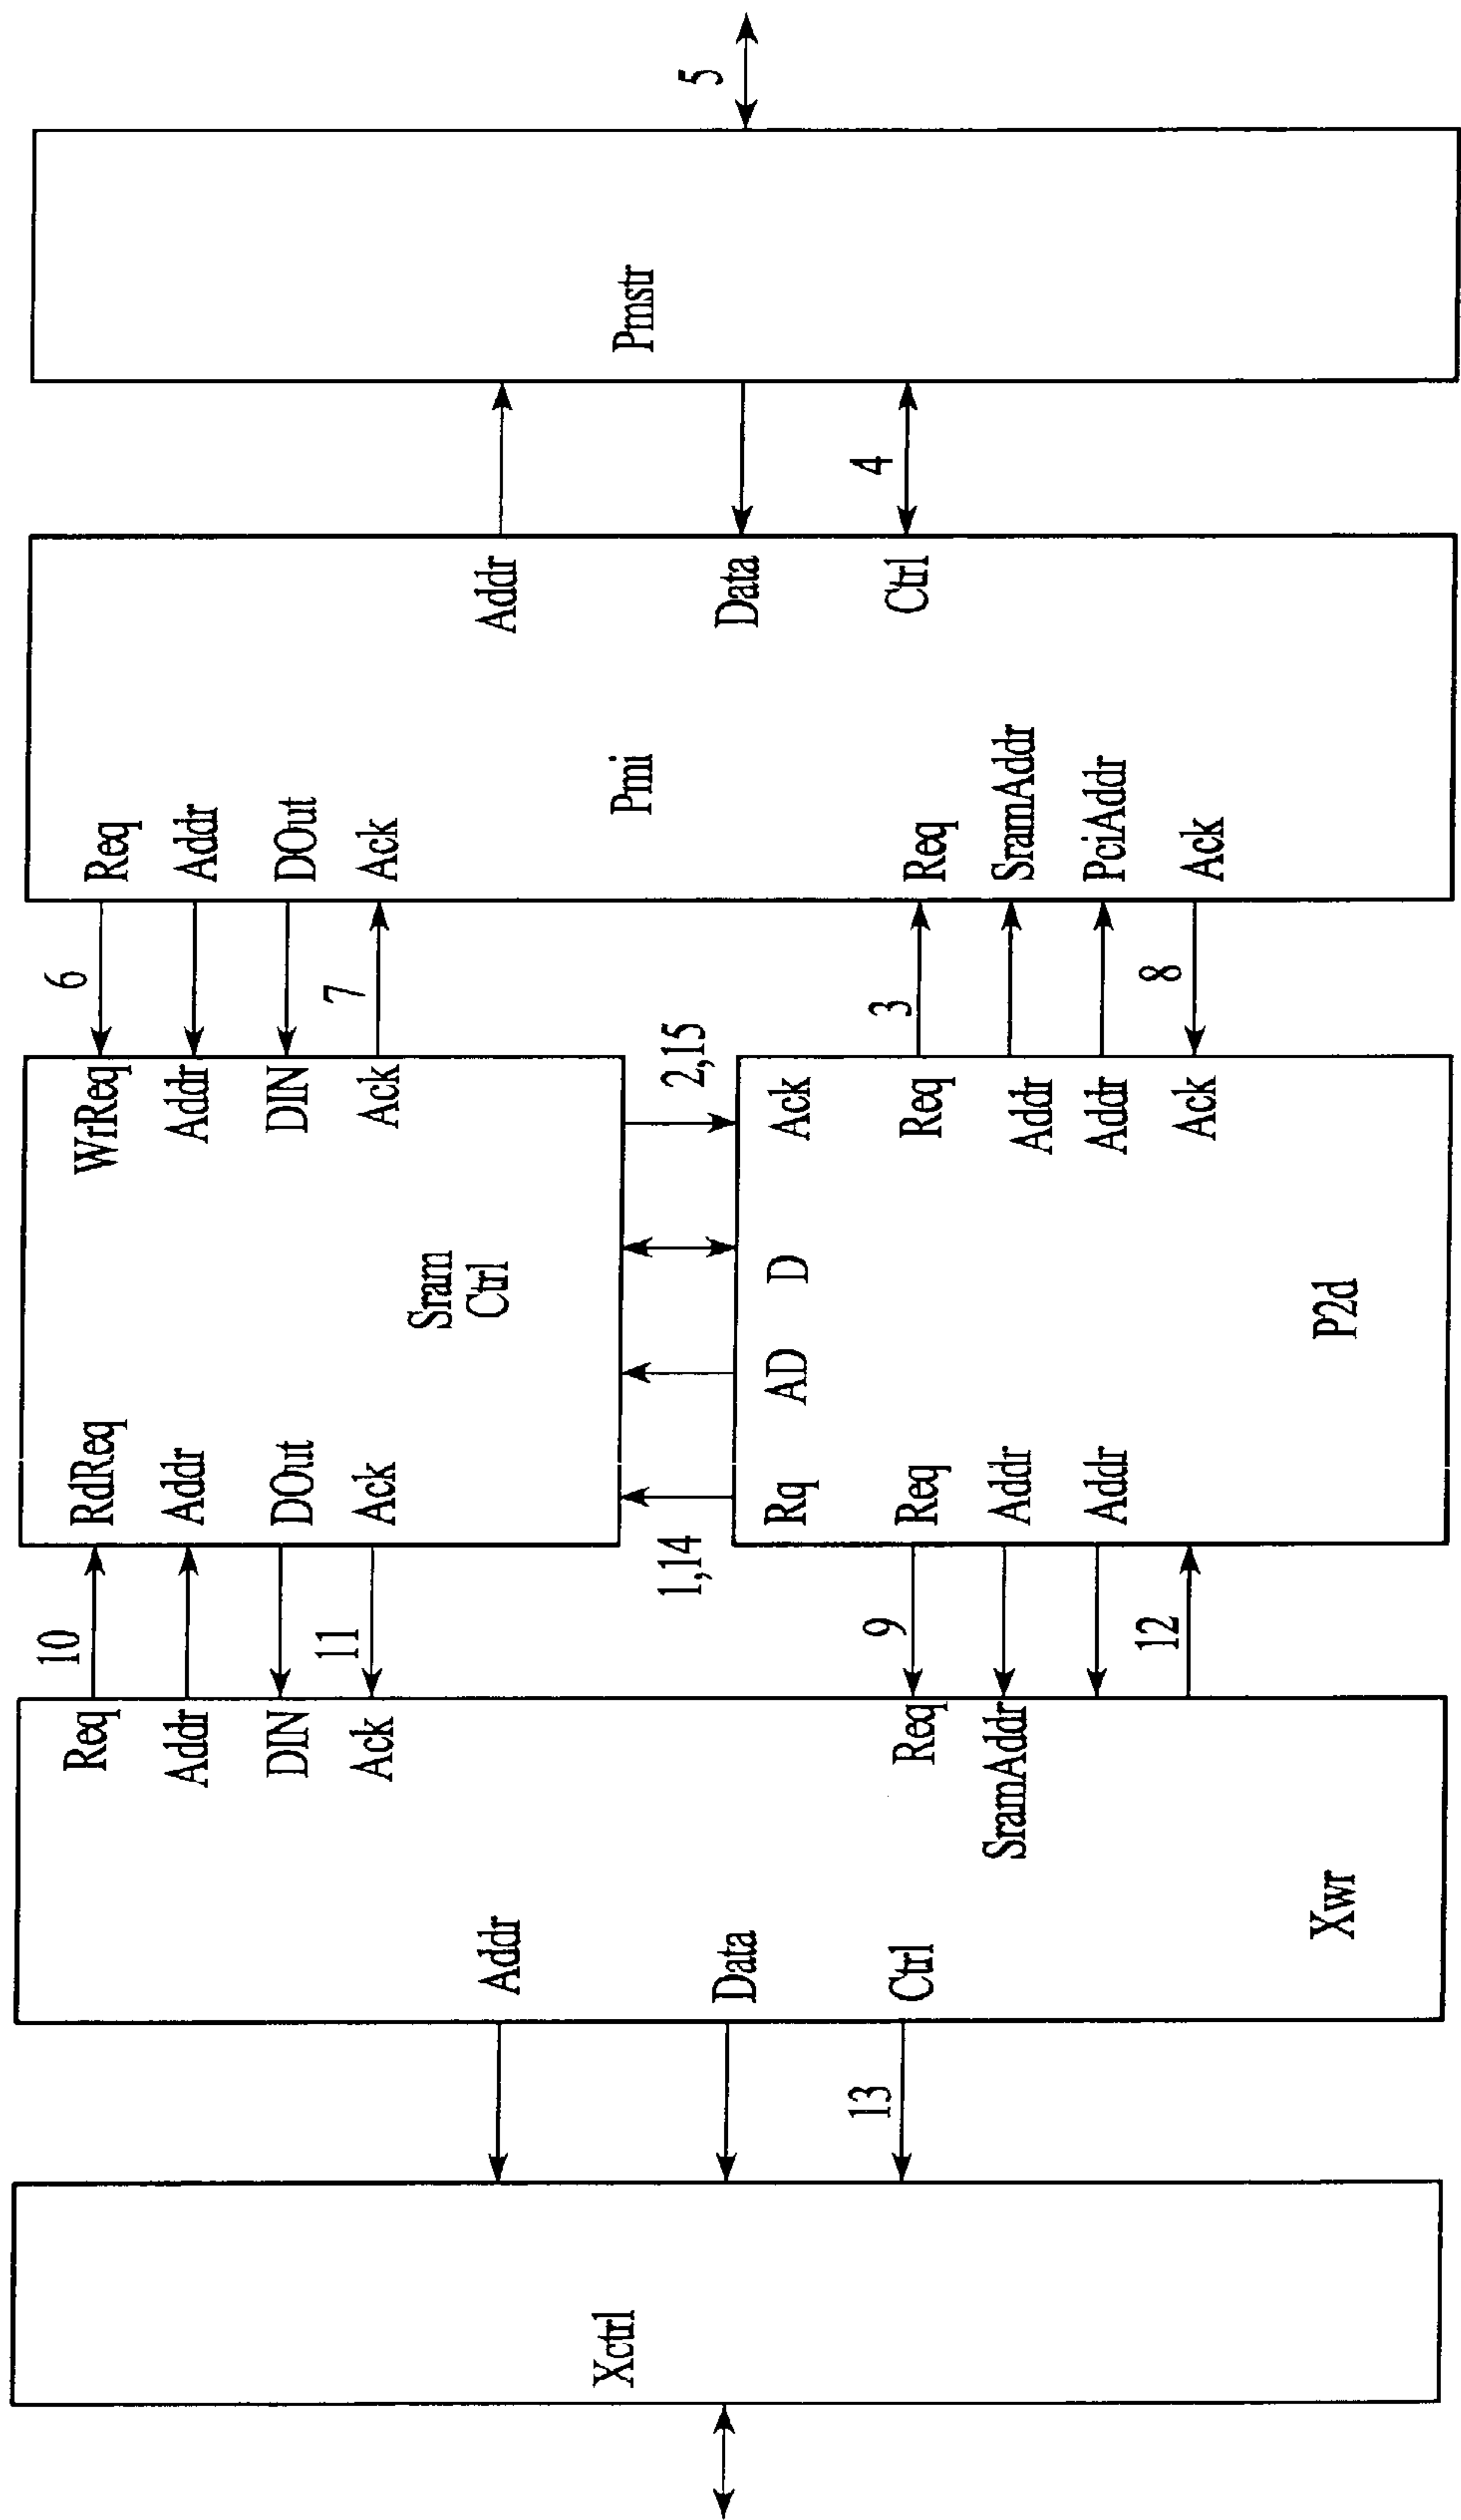 Xctrl
Addr
Data
Ctrl
13
Req
Addr
DIN
Ack
Req
SramAddr
Xwr
10
11
9
12
RdReq
Addr
DOut
Ack
Sram
Ctrl
WrReq
Addr
DIN
Ack
1,14
2,15
Rq
AD
D
Ack
Req
Addr
Addr
P2d
Req
Addr
Addr
Ack
6
7
3
8
Req
Addr
DOut
Ack
Pmi
Req
SramAddr
PciAddr
Ack
Addr
Data
Ctrl
4
Pmstr
5